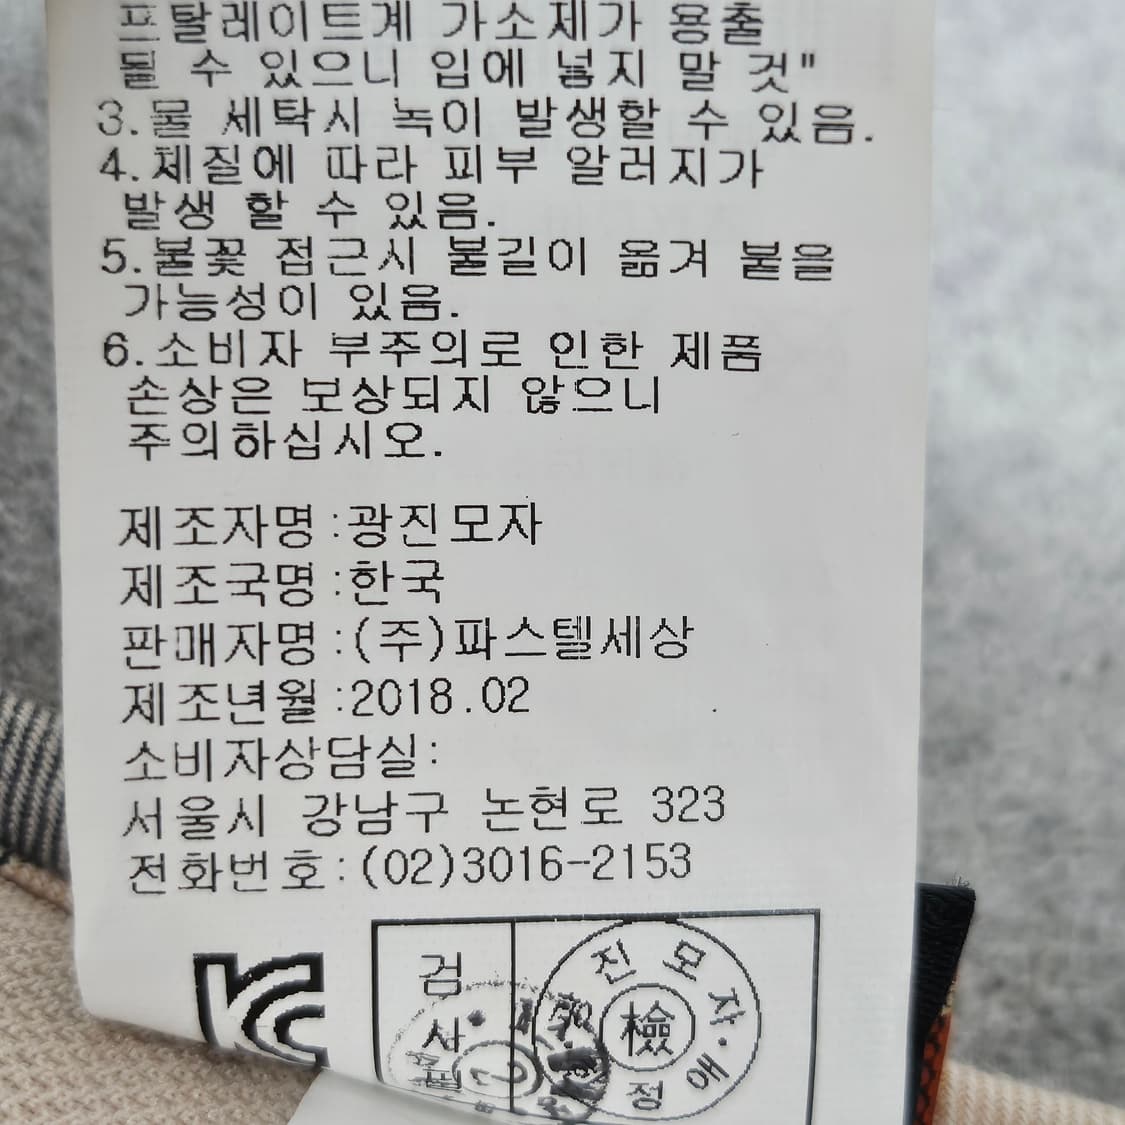 프탈레이트계 가소제가 용출
될 수 있으니 입에 넣지 말 것"
3.물 세탁시 녹이 발생할 수 있음.
4.체질에 따라 피부 알러지가
발생 할 수 있음.
5.불꽃 접근시 불길이 옮겨 붙을
가능성이 있음.
6.소비자 부주의로 인한 제품
손상은 보상되지 않으니
주의하십시오.
제조자명:광진모자
제조국명:한국
판매자명:(주)파스텔세상
제조년월:2018.02
소비자상담실:
서울시 강남구 논현로 323
전화번호:(02)3016-2153
검
사
필
진모자·애정
檢